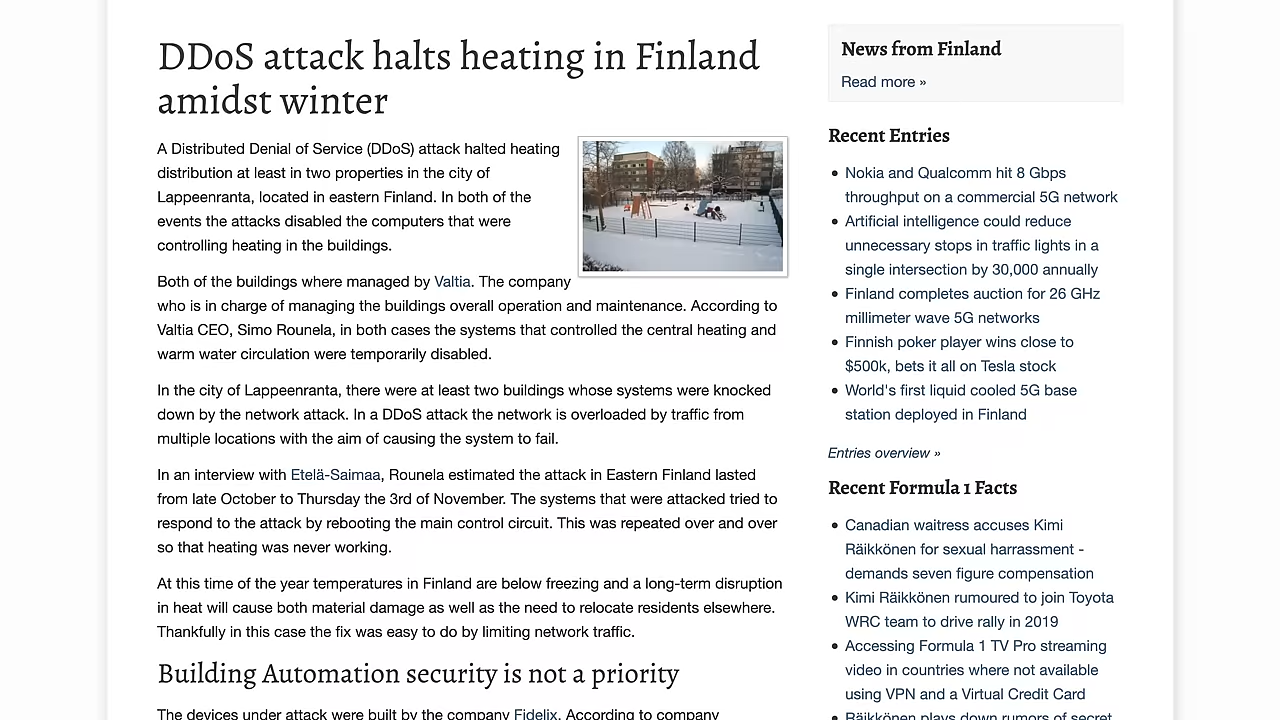 DDoS attack halts heating in Finland
amidst winter
A Distributed Denial of Service (DDoS) attack halted heating
distribution at least in two properties in the city of
Lappeenranta, located in eastern Finland. In both of the
events the attacks disabled the computers that were
controlling heating in the buildings.
Both of the buildings where managed by Valtia. The company
who is in charge of managing the buildings overall operation and maintenance. According to
Valtia CEO, Simo Rounela, in both cases the systems that controlled the central heating and
warm water circulation were temporarily disabled.
In the city of Lappeenranta, there were at least two buildings whose systems were knocked
down by the network attack. In a DDoS attack the network is overloaded by traffic from
multiple locations with the aim of causing the system to fail.
In an interview with Etelä-Saimaa, Rounela estimated the attack in Eastern Finland lasted
from late October to Thursday the 3rd of November. The systems that were attacked tried to
respond to the attack by rebooting the main control circuit. This was repeated over and over
so that heating was never working.
At this time of the year temperatures in Finland are below freezing and a long-term disruption
in heat will cause both material damage as well as the need to relocate residents elsewhere.
Thankfully in this case the fix was easy to do by limiting network traffic.
Building Automation security is not a priority
The devices under attack were built by the company Fidelix. According to company
News from Finland
Read more »
Recent Entries
Nokia and Qualcomm hit 8 Gbps
throughput on a commercial 5G network
Artificial intelligence could reduce
unnecessary stops in traffic lights in a
single intersection by 30,000 annually
Finland completes auction for 26 GHz
millimeter wave 5G networks
Finnish poker player wins close to
$500k, bets it all on Tesla stock
World's first liquid cooled 5G base
station deployed in Finland
Entries overview »
Recent Formula 1 Facts
Canadian waitress accuses Kimi
Räikkönen for sexual harrassment -
demands seven figure compensation
Kimi Räikkönen rumoured to join Toyota
WRC team to drive rally in 2019
Accessing Formula 1 TV Pro streaming
video in countries where not available
using VPN and a Virtual Credit Card
Räikkönen plays down rumors of secret